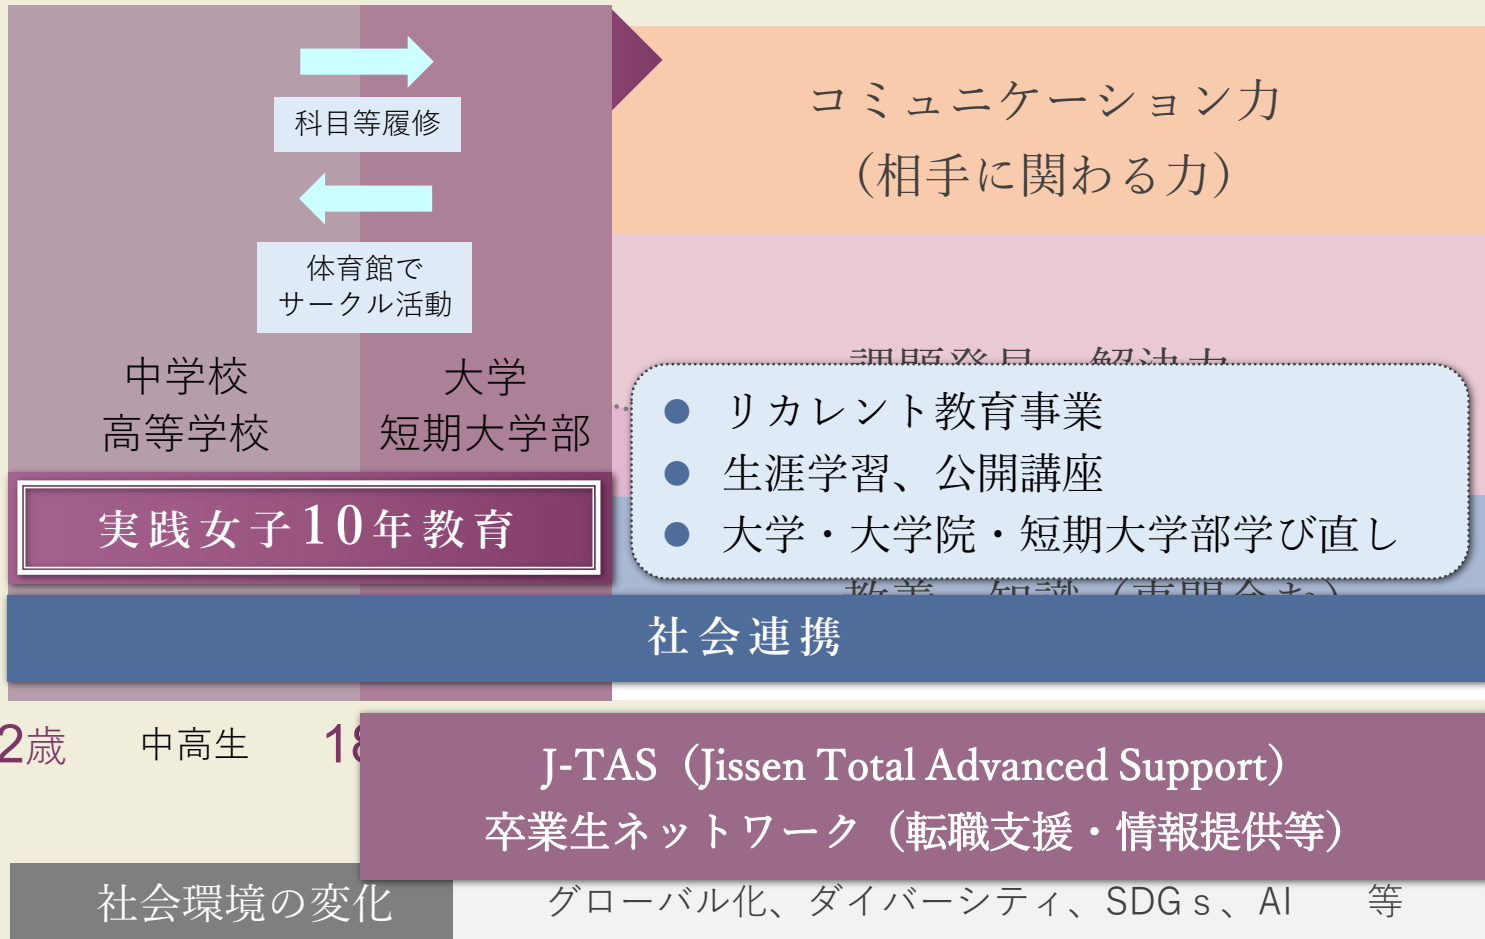 科目等履修
体育館で
サークル活動
中学校
高等学校
大学
短期大学部
実践女子10年教育
コミュニケーション力
（相手に関わる力）
● リカレント教育事業
● 生涯学習、公開講座
● 大学・大学院・短期大学部学び直し
社会連携
2歳
中高生
18
J-TAS（Jissen Total Advanced Support）
卒業生ネットワーク（転職支援・情報提供等）
社会環境の変化
グローバル化、ダイバーシティ、SDGｓ、AI　　等